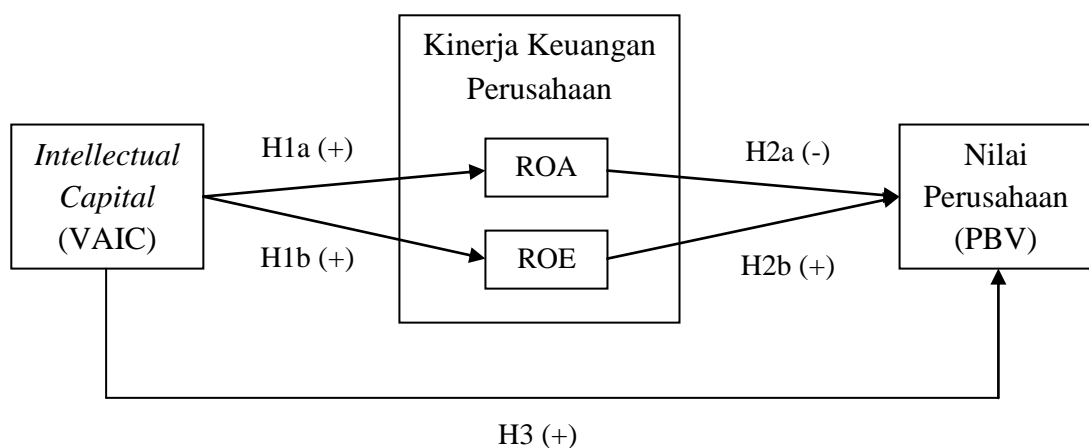 Kinerja Keuangan
Perusahaan
Intellectual
Capital
(VAIC)
H1a (+)
H1b (+)
ROA
ROE
H2a (-)
H2b (+)
Nilai
Perusahaan
(PBV)
H3 (+)